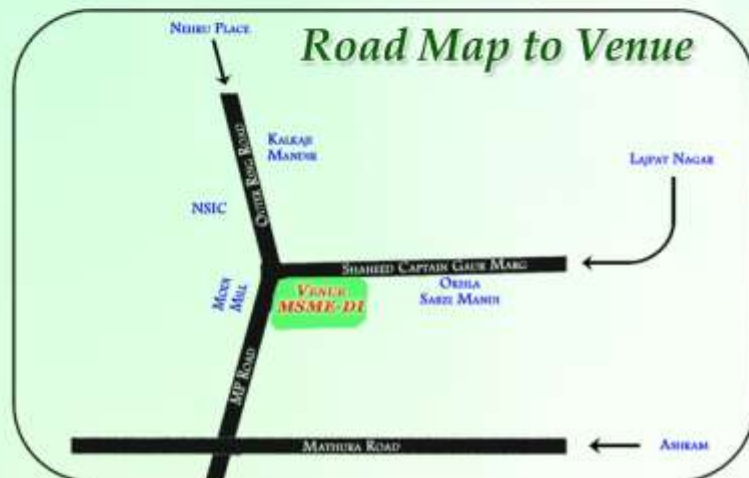 Nehru Place
Road Map to Venue
Outer Ring Road
Kalkaji
Mandir
Lajpat Nagar
NSIC
Shaheed Captain Gaur Marg
Okhla
Sabzi Mandi
Modi
Mill
Venue
MSME-DI
MP Road
Mathura Road
Ashram